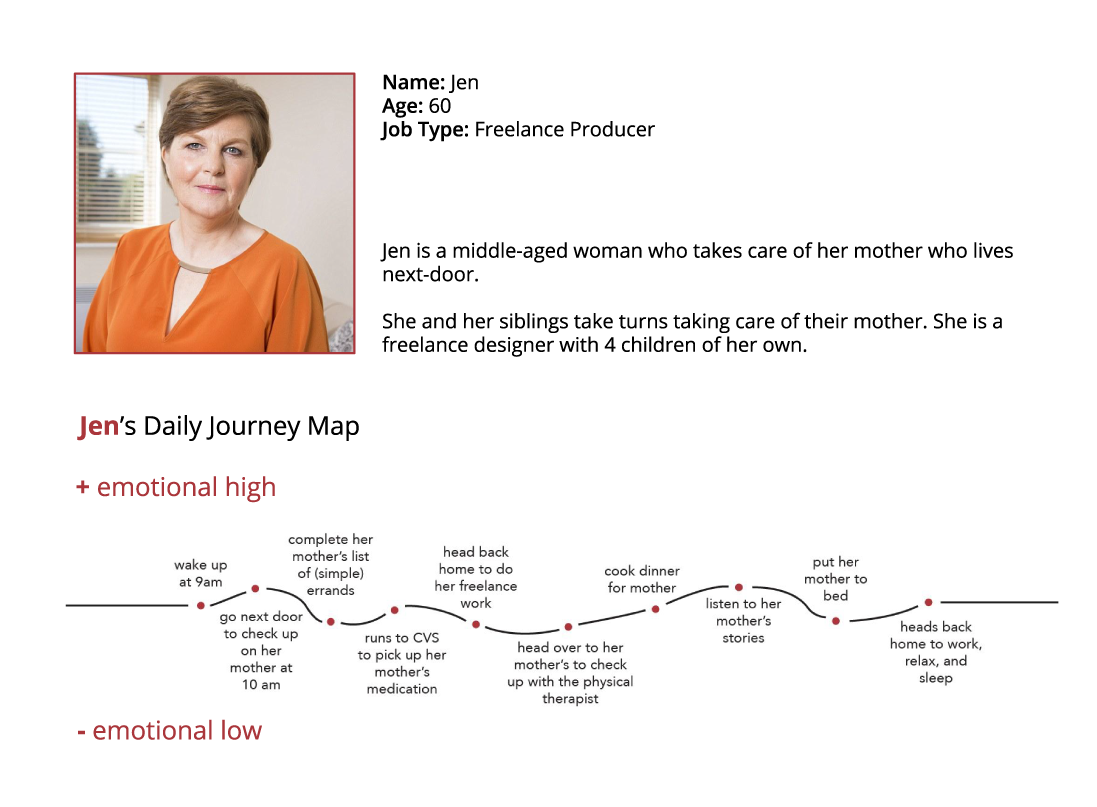 Name: Jen
Age: 60
Job Type: Freelance Producer
Jen is a middle-aged woman who takes care of her mother who lives
next-door.
She and her siblings take turns taking care of their mother. She is a
freelance designer with 4 children of her own.
Jen's Daily Journey Map
+ emotional high
wake up
at 9am
go next door
to check up
on her
mother at
10 am
complete her
mother's list
of (simple)
errands
runs to CVS
to pick up her
mother's
medication
head back
home to do
her freelance
work
head over to her
mother's to check
up with the physical
therapist
cook dinner
for mother
listen to her
mother's
stories
put her
mother to
bed
heads back
home to work,
relax, and
sleep
- emotional low